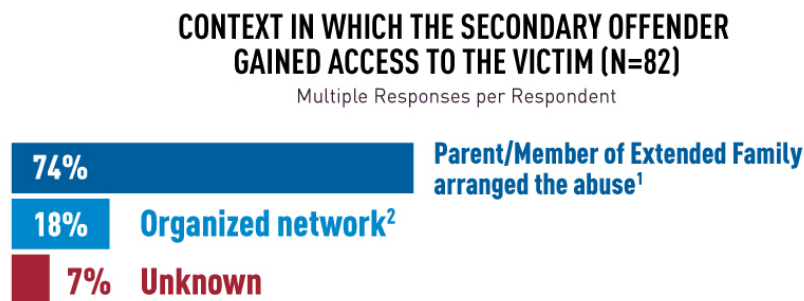 CONTEXT IN WHICH THE SECONDARY OFFENDER
GAINED ACCESS TO THE VICTIM (N=82)
Multiple Responses per Respondent
74%
Parent/Member of Extended Family
arranged the abuse¹
18% Organized network²
7% Unknown